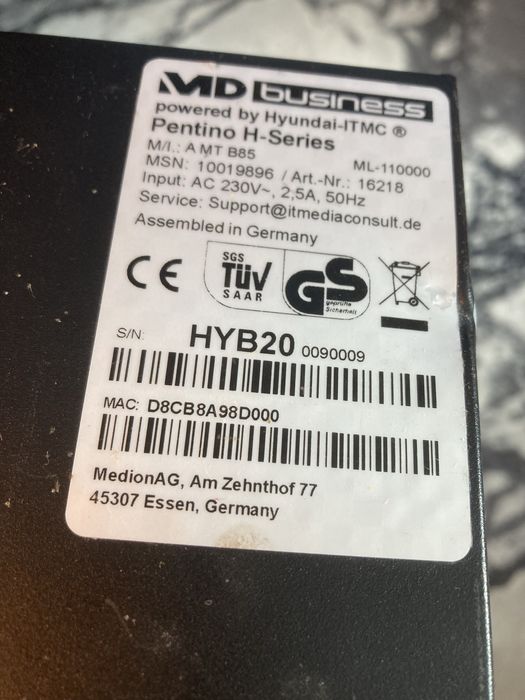 MD business
powered by Hyundai-ITMC ®
Pentino H-Series
M/I.: A MT B85 ML-110000
MSN: 10019896 / Art.-Nr.: 16218
Input: AC 230V~, 2,5A, 50Hz
Service: Support@itmediaconsult.de
Assembled in Germany
CE
SGS
TÜV
SAAR
GS
geprüfte
Sicherheit
S/N: HYB20 0090009
MAC: D8CB8A98D000
MedionAG, Am Zehnthof 77
45307 Essen, Germany